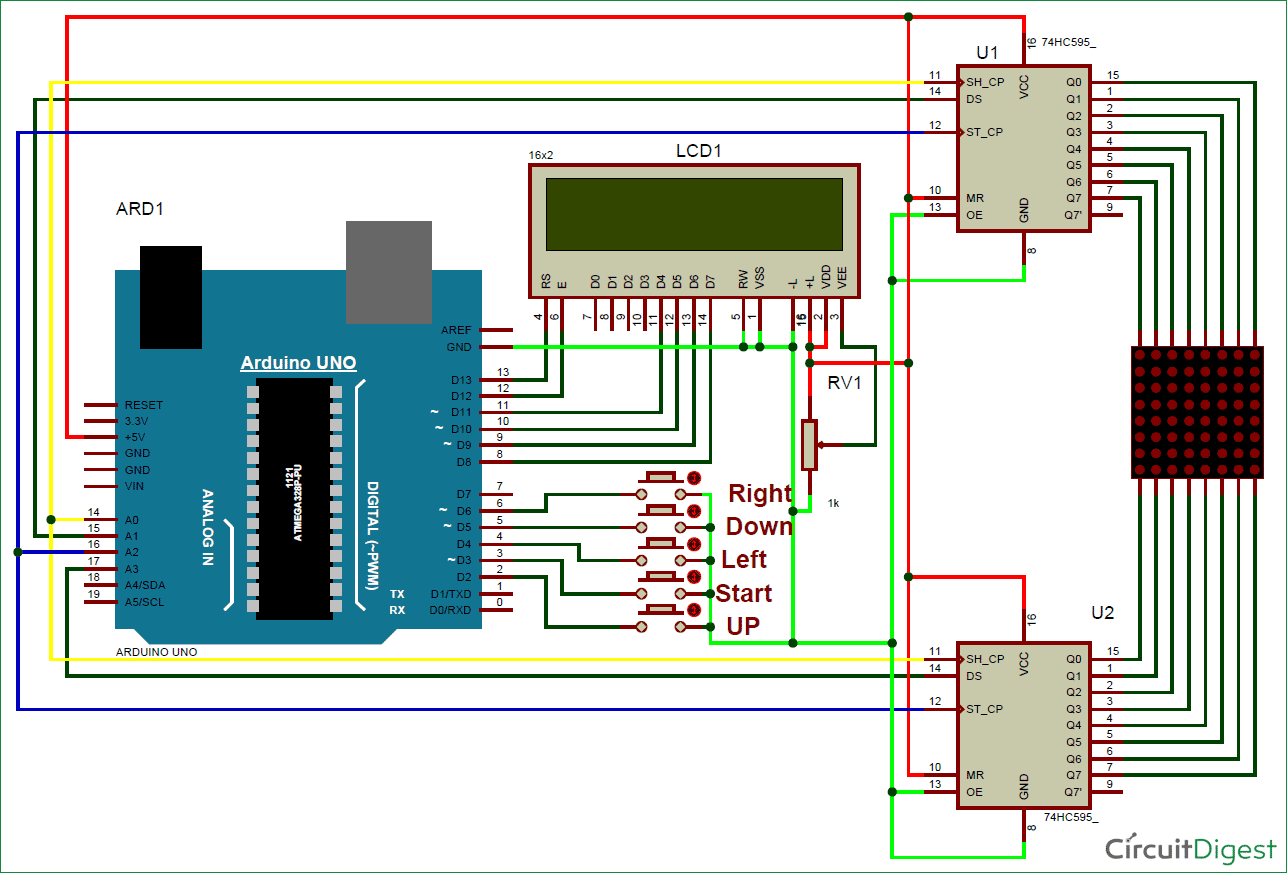 U1
16
74HC595_
11
SH_CP
14
DS
12
ST_CP
10
MR
13
OE
VCC
GND
8
Q0
15
Q1
1
Q2
2
Q3
3
Q4
4
Q5
5
Q6
6
Q7
7
Q7'
9
16x2
LCD1
RS
E
D0
D1
D2
D3
D4
D5
D6
D7
RW
VSS
-L
+L
VDD
VEE
4
6
7
8
9
10
11
12
13
14
5
1
2
3
RV1
1k
ARD1
Arduino UNO
1121
ATMEGA328P-PU
ANALOG IN
DIGITAL (~PWM)
TX
RX
RESET
3.3V
+5V
GND
GND
VIN
14
A0
15
A1
16
A2
17
A3
18
A4/SDA
19
A5/SCL
AREF
GND
D13
13
D12
12
~ D11
11
~ D10
10
~ D9
9
D8
8
D7
7
~ D6
6
~ D5
5
D4
4
~D3
3
D2
2
D1/TXD
1
D0/RXD
0
ARDUINO UNO
Right
Down
Left
Start
UP
U2
16
11
SH_CP
14
DS
12
ST_CP
10
MR
13
OE
VCC
GND
8
Q0
15
Q1
1
Q2
2
Q3
3
Q4
4
Q5
5
Q6
6
Q7
7
Q7'
9
74HC595_
CircuitDigest